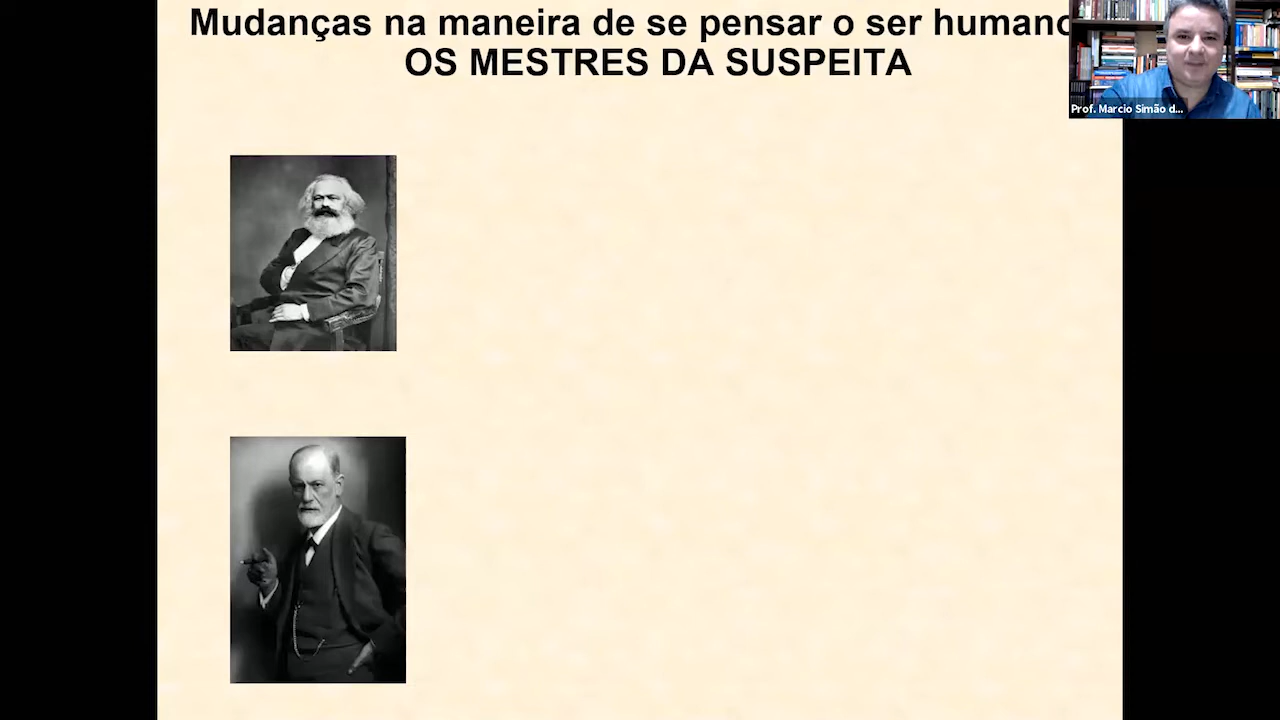 Mudanças na maneira de se pensar o ser humano
OS MESTRES DA SUSPEITA
Prof. Marcio Simão d...